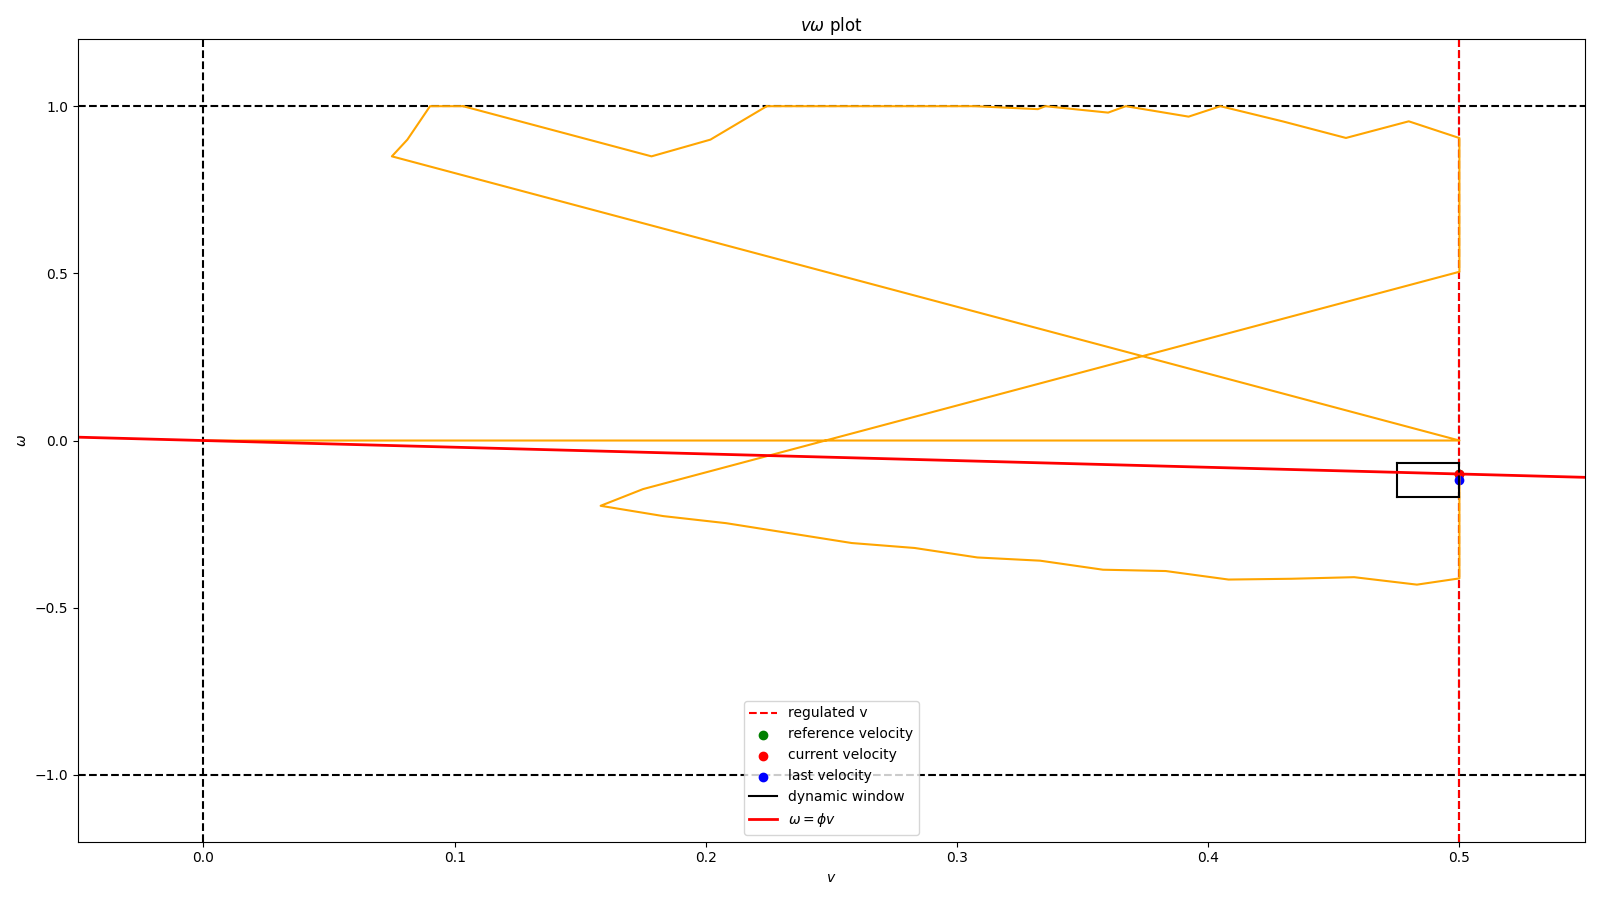 vω plot
1.0
0.5
0.0
−0.5
−1.0
ω
regulated v
reference velocity
current velocity
last velocity
dynamic window
ω = ϕv
0.0 0.1 0.2 0.3 0.4 0.5
v